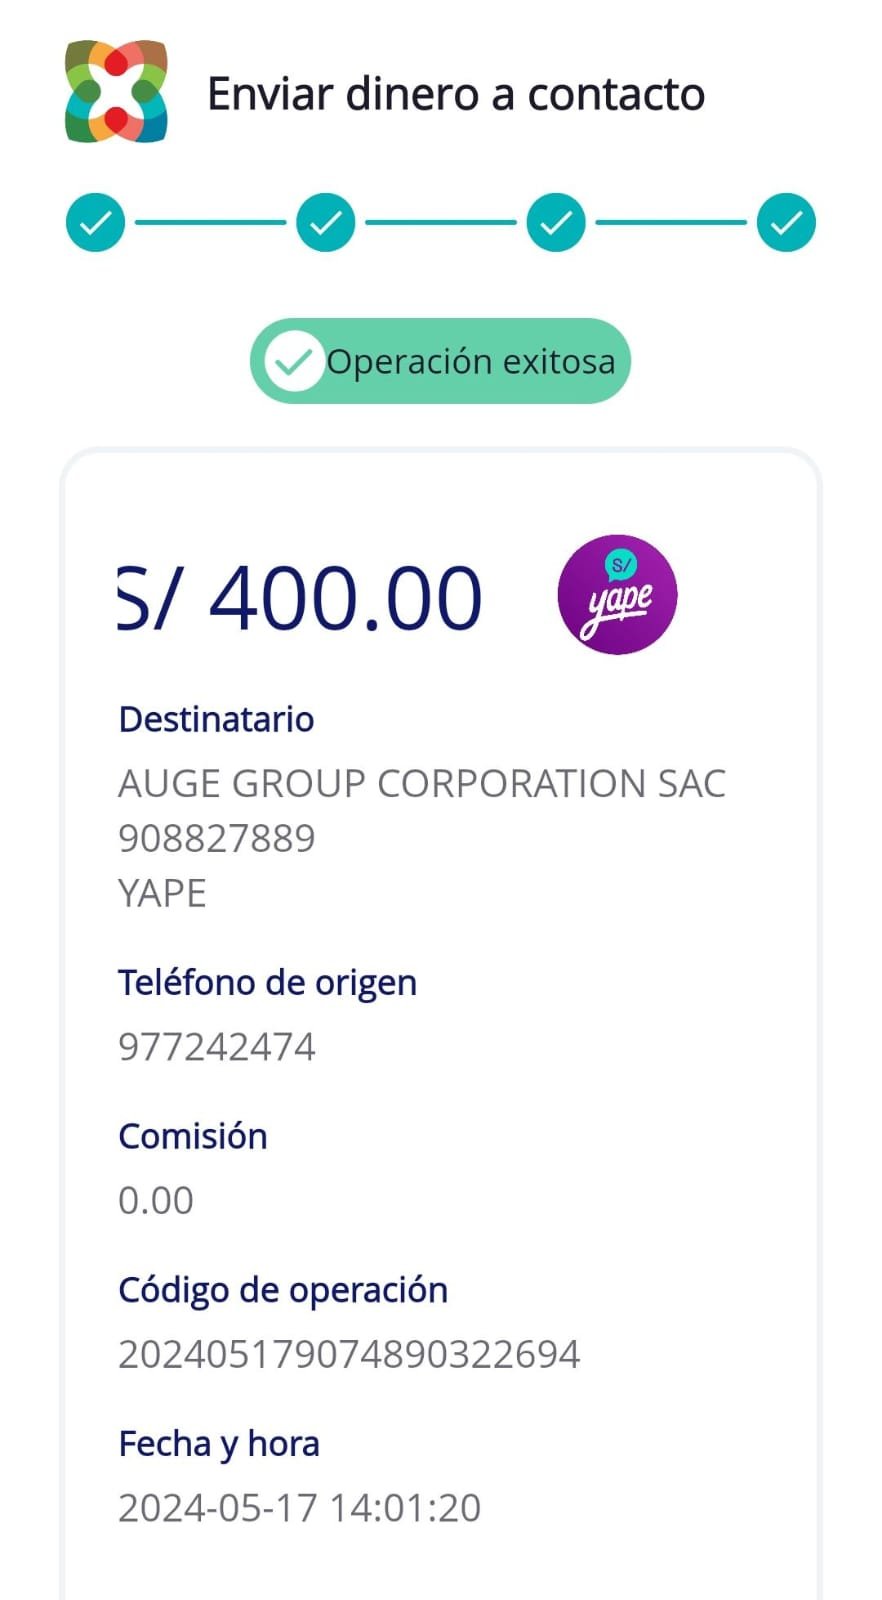 Enviar dinero a contacto
Operación exitosa
S/ 400.00
S/
yape
Destinatario
AUGE GROUP CORPORATION SAC
908827889
YAPE
Teléfono de origen
977242474
Comisión
0.00
Código de operación
202405179074890322694
Fecha y hora
2024-05-17 14:01:20